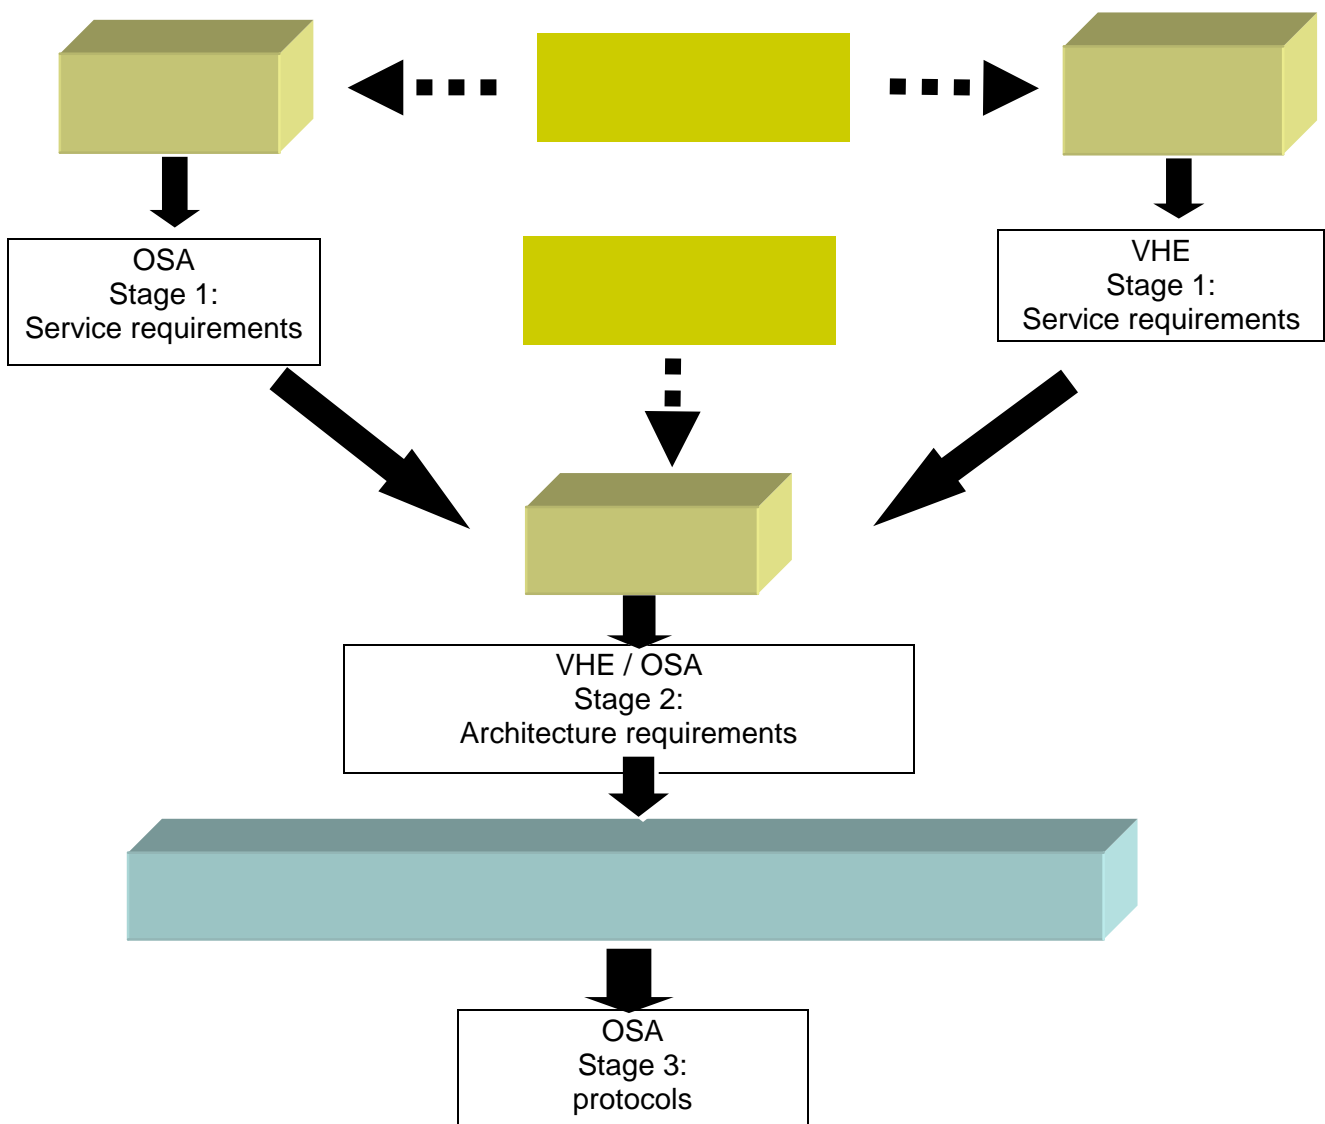 OSA
Stage 1:
Service requirements
VHE
Stage 1:
Service requirements
VHE / OSA
Stage 2:
Architecture requirements
OSA
Stage 3:
protocols